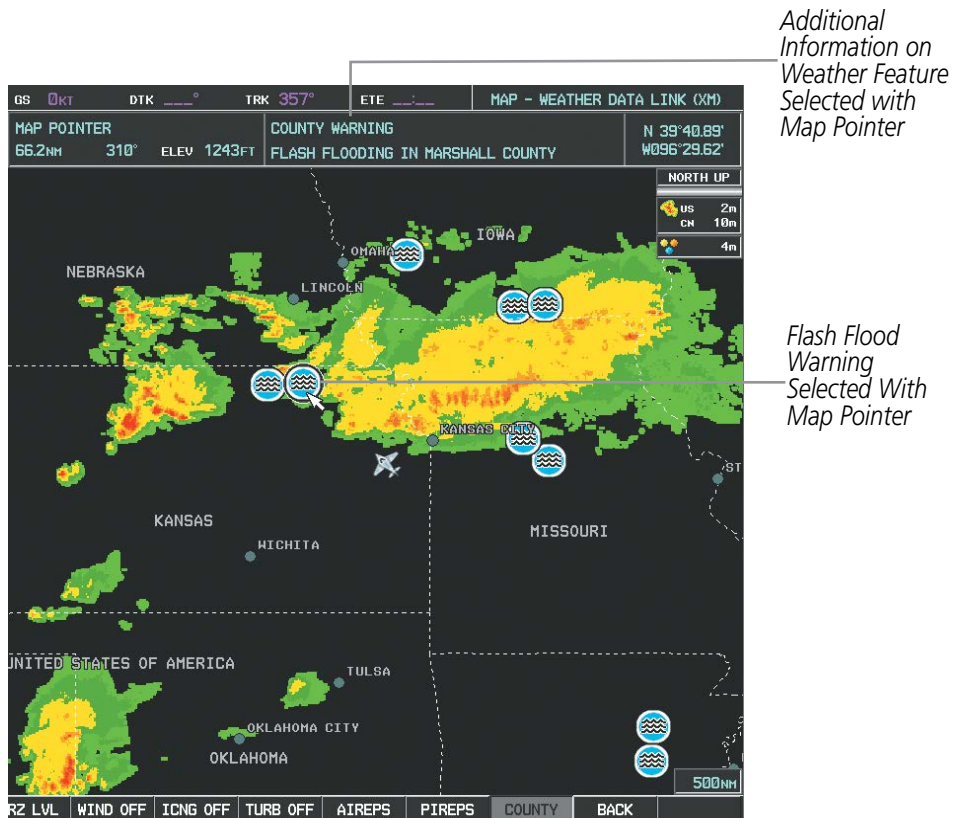 Additional
Information on
Weather Feature
Selected with
Map Pointer
GS 0KT DTK ___° TRK 357° ETE __:__ MAP - WEATHER DATA LINK (XM)
MAP POINTER COUNTY WARNING N 39°40.89'
66.2NM 310° ELEV 1243FT FLASH FLOODING IN MARSHALL COUNTY W096°29.62'
NORTH UP
US 2m
CN 10m
4m
IOWA
OMAHA
NEBRASKA
LINCOLN
Flash Flood
Warning
Selected With
Map Pointer
KANSAS CITY
ST
KANSAS
MISSOURI
WICHITA
UNITED STATES OF AMERICA
TULSA
OKLAHOMA CITY
OKLAHOMA
500NM
RZ LVL WIND OFF ICNG OFF TURB OFF AIREPS PIREPS COUNTY BACK